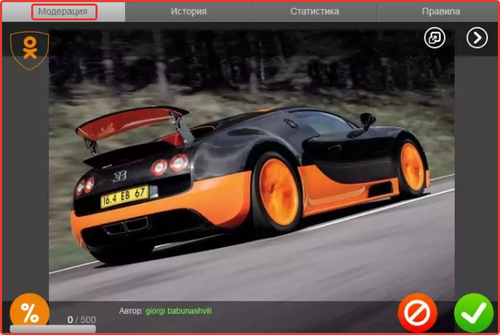 Модерация
История
Статистика
Правила
16.4 EB 67
%
0 / 500
Автор: giorgi babunashvili